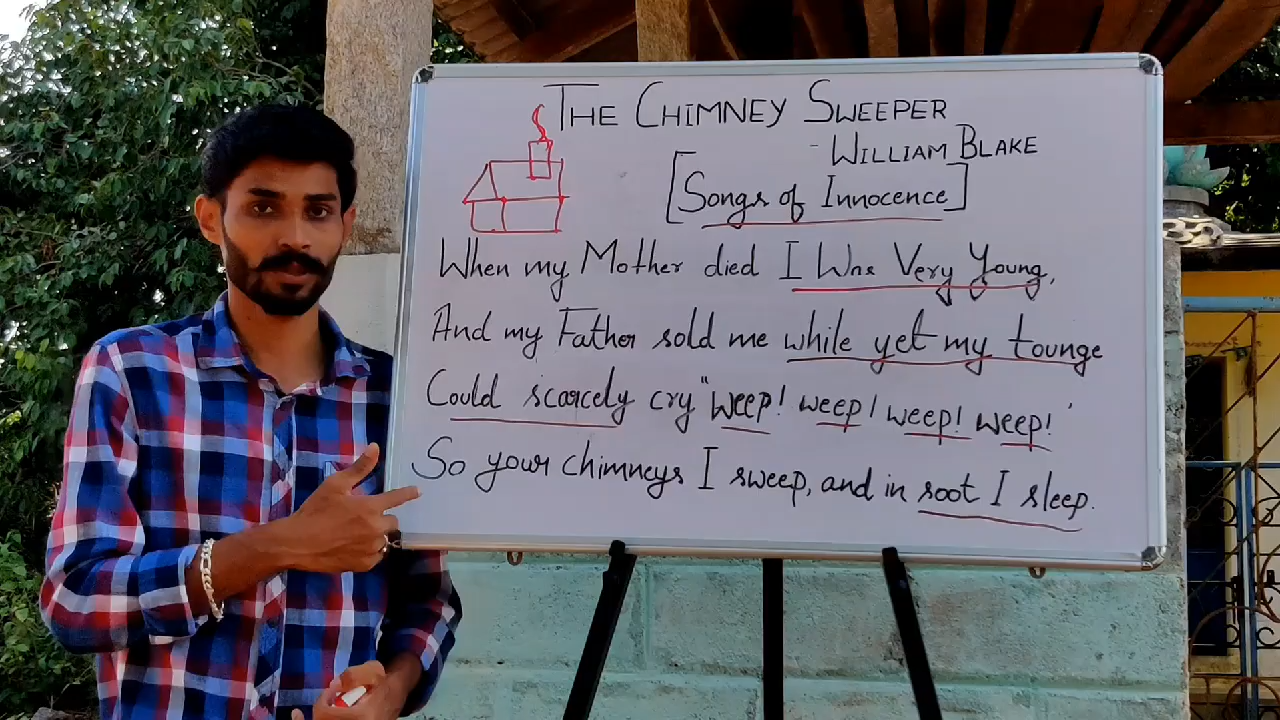 THE CHIMNEY SWEEPER
- WILLIAM BLAKE
[Songs of Innocence]
When my Mother died I Was Very Young,
And my Father sold me while yet my tounge
Could scarcely cry "weep! weep! weep! weep!'
So your chimneys I sweep, and in soot I sleep.